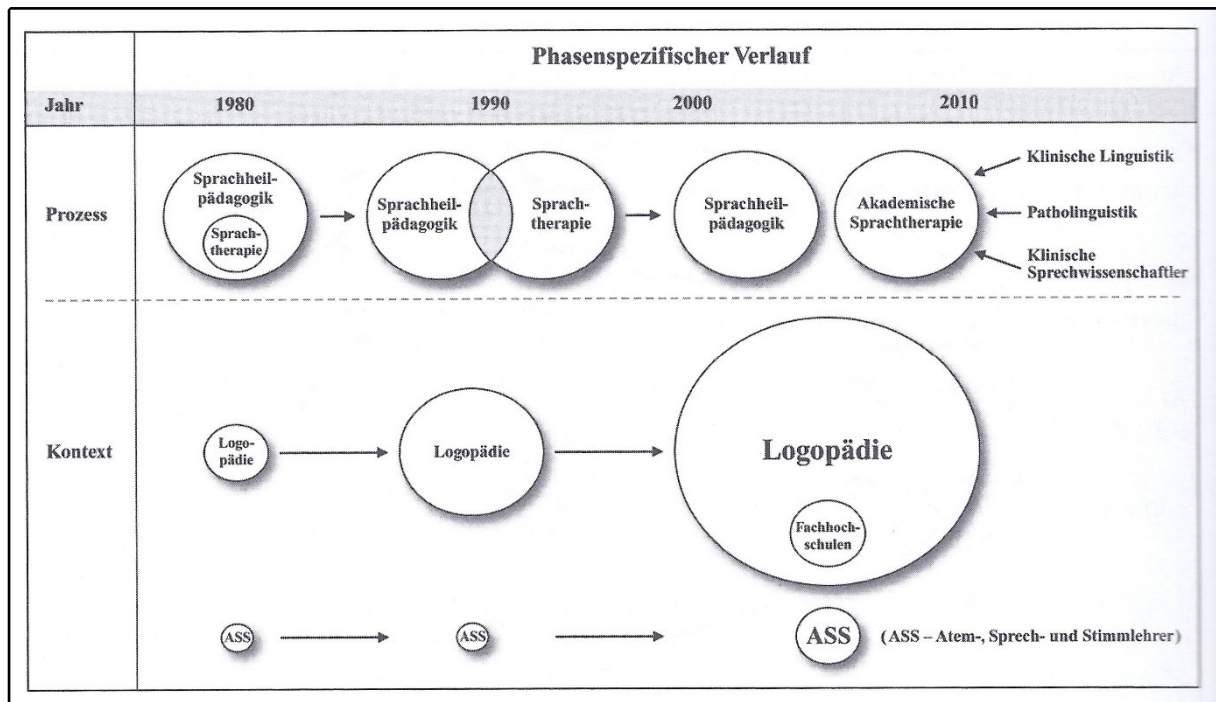 Phasenspezifischer Verlauf
Jahr 1980 1990 2000 2010
Prozess
Sprachheil-
pädagogik
Sprach-
therapie
Sprachheil-
pädagogik
Sprach-
therapie
Sprachheil-
pädagogik
Akademische
Sprachtherapie
Klinische Linguistik
Patholinguistik
Klinische
Sprechwissenschaftler
Kontext
Logo-
pädie
Logopädie
Logopädie
Fachhoch-
schulen
ASS
ASS
ASS
(ASS – Atem-, Sprech- und Stimmlehrer)